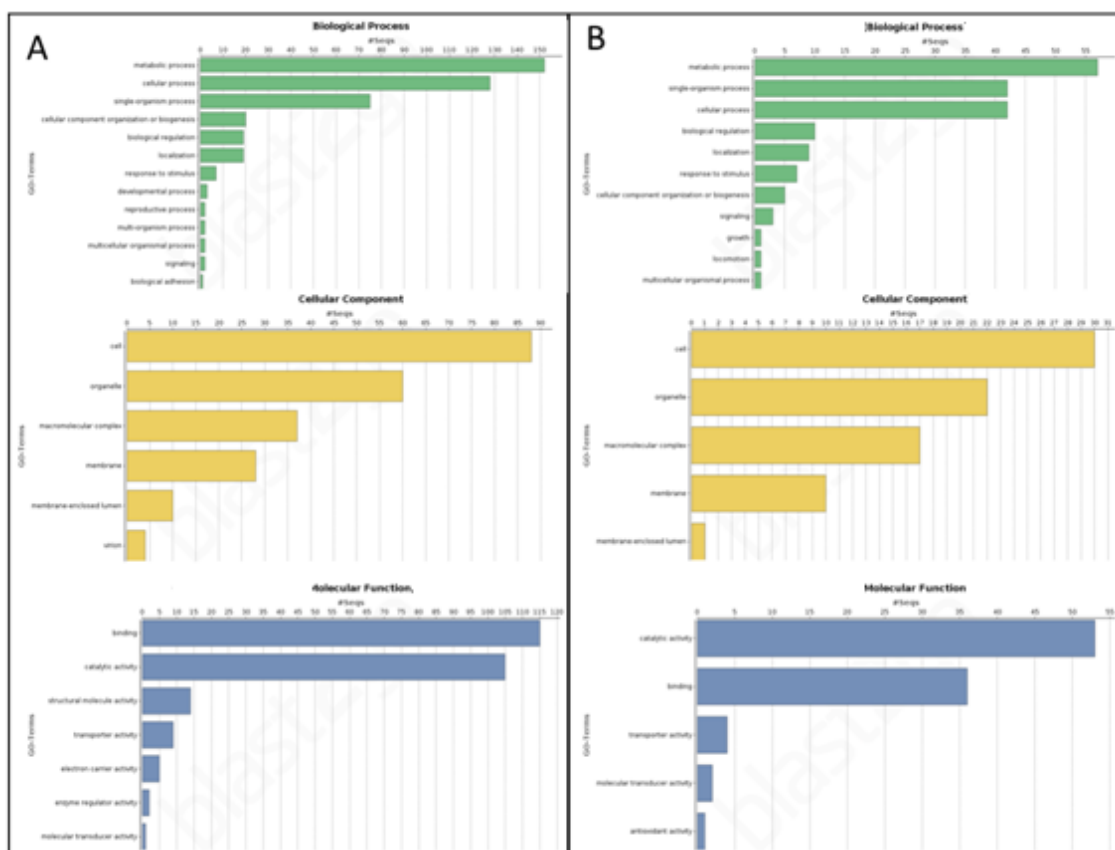 A
Biological Process
#Seqs
0 10 20 30 40 50 60 70 80 90 100 110 120 130 140 150
metabolic process
cellular process
single-organism process
cellular component organization or biogenesis
biological regulation
localization
response to stimulus
developmental process
reproductive process
multi-organism process
multicellular organismal process
signaling
biological adhesion
GO-Terms
Cellular Component
#Seqs
0 5 10 15 20 25 30 35 40 45 50 55 60 65 70 75 80 85 90
cell
organelle
macromolecular complex
membrane
membrane-enclosed lumen
virion
GO-Terms
Molecular Function,
#Seqs
0 5 10 15 20 25 30 35 40 45 50 55 60 65 70 75 80 85 90 95 100 105 110 115 120
binding
catalytic activity
structural molecule activity
transporter activity
electron carrier activity
enzyme regulator activity
molecular transducer activity
GO-Terms
B
Biological Process
#Seqs
0 5 10 15 20 25 30 35 40 45 50 55
metabolic process
single-organism process
cellular process
biological regulation
localization
response to stimulus
cellular component organization or biogenesis
signaling
growth
locomotion
multicellular organismal process
GO-Terms
Cellular Component
#Seqs
0 1 2 3 4 5 6 7 8 9 10 11 12 13 14 15 16 17 18 19 20 21 22 23 24 25 26 27 28 29 30 31
cell
organelle
macromolecular complex
membrane
membrane-enclosed lumen
GO-Terms
Molecular Function
#Seqs
0 5 10 15 20 25 30 35 40 45 50 55
catalytic activity
binding
transporter activity
molecular transducer activity
antioxidant activity
GO-Terms